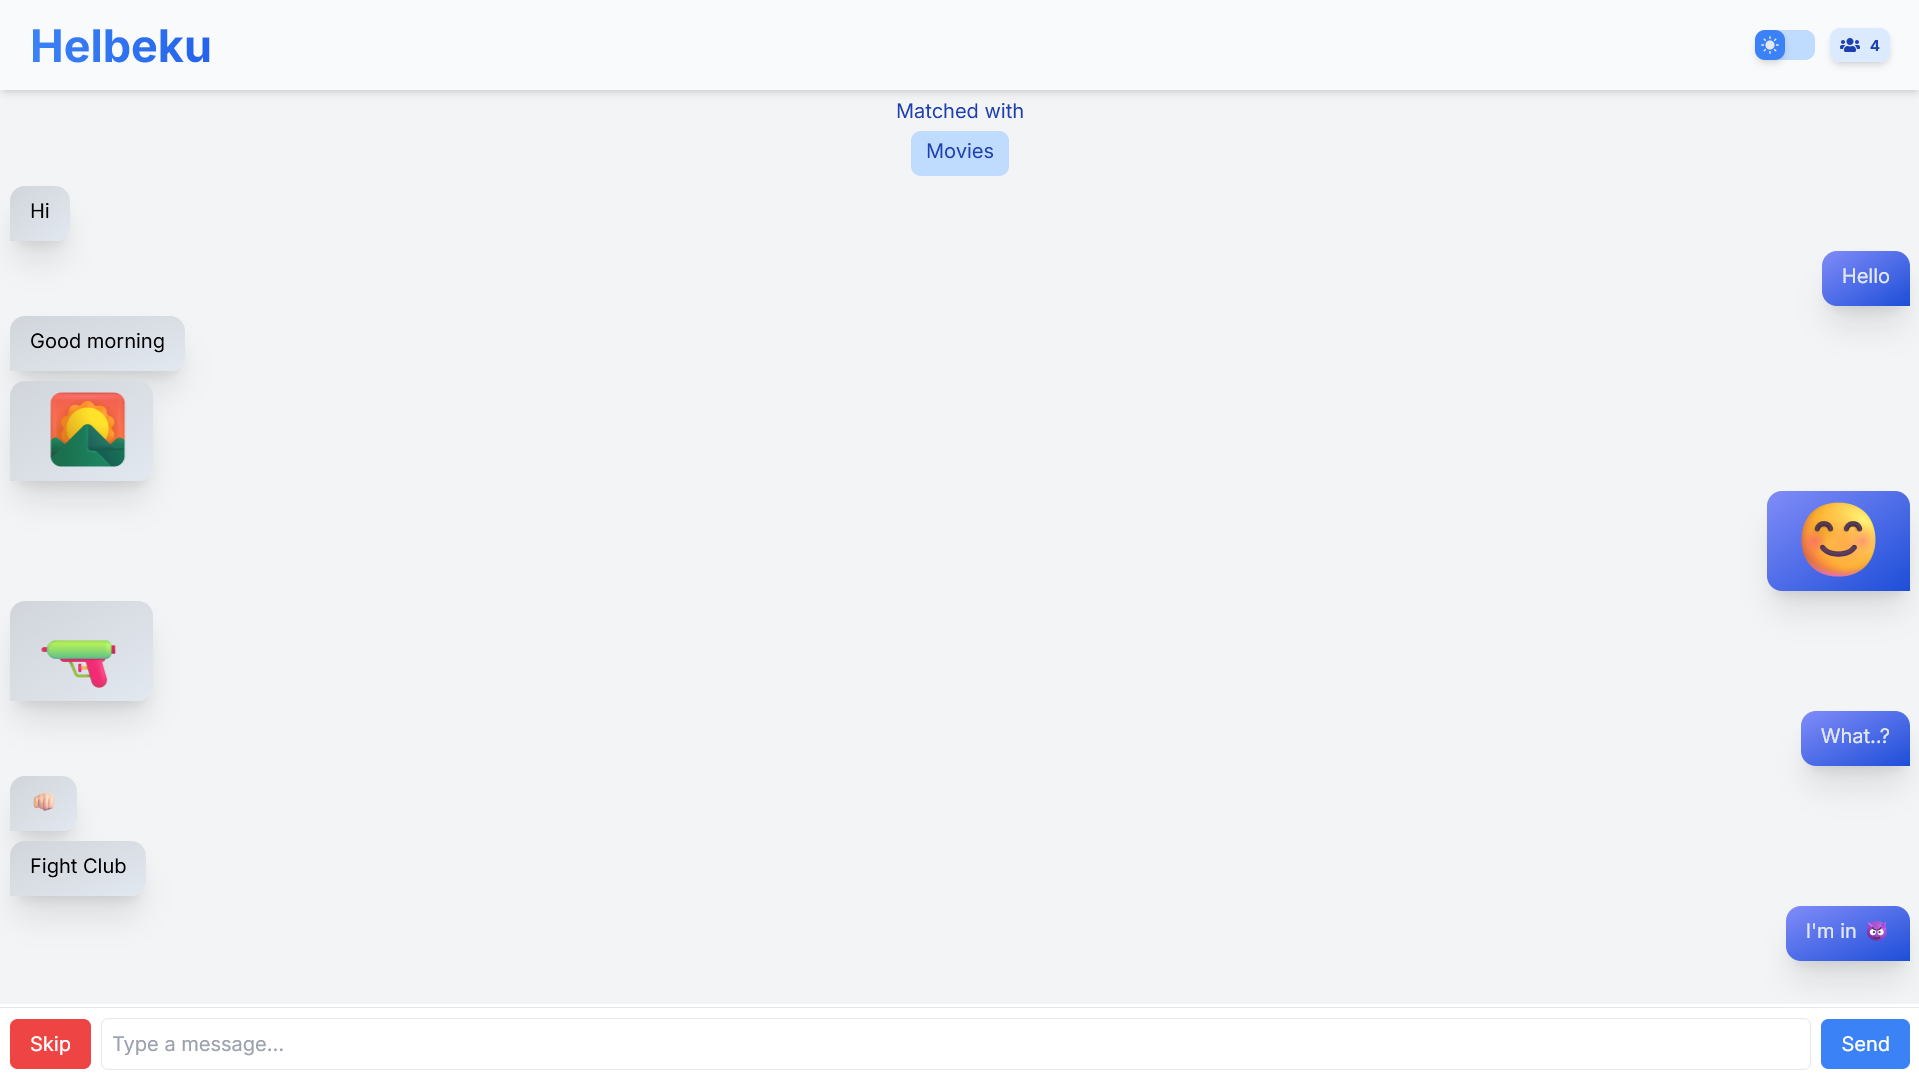 Helbeku
4
Matched with
Movies
Hi
Hello
Good morning
What..?
Fight Club
I'm in 😈
Skip
Type a message...
Send